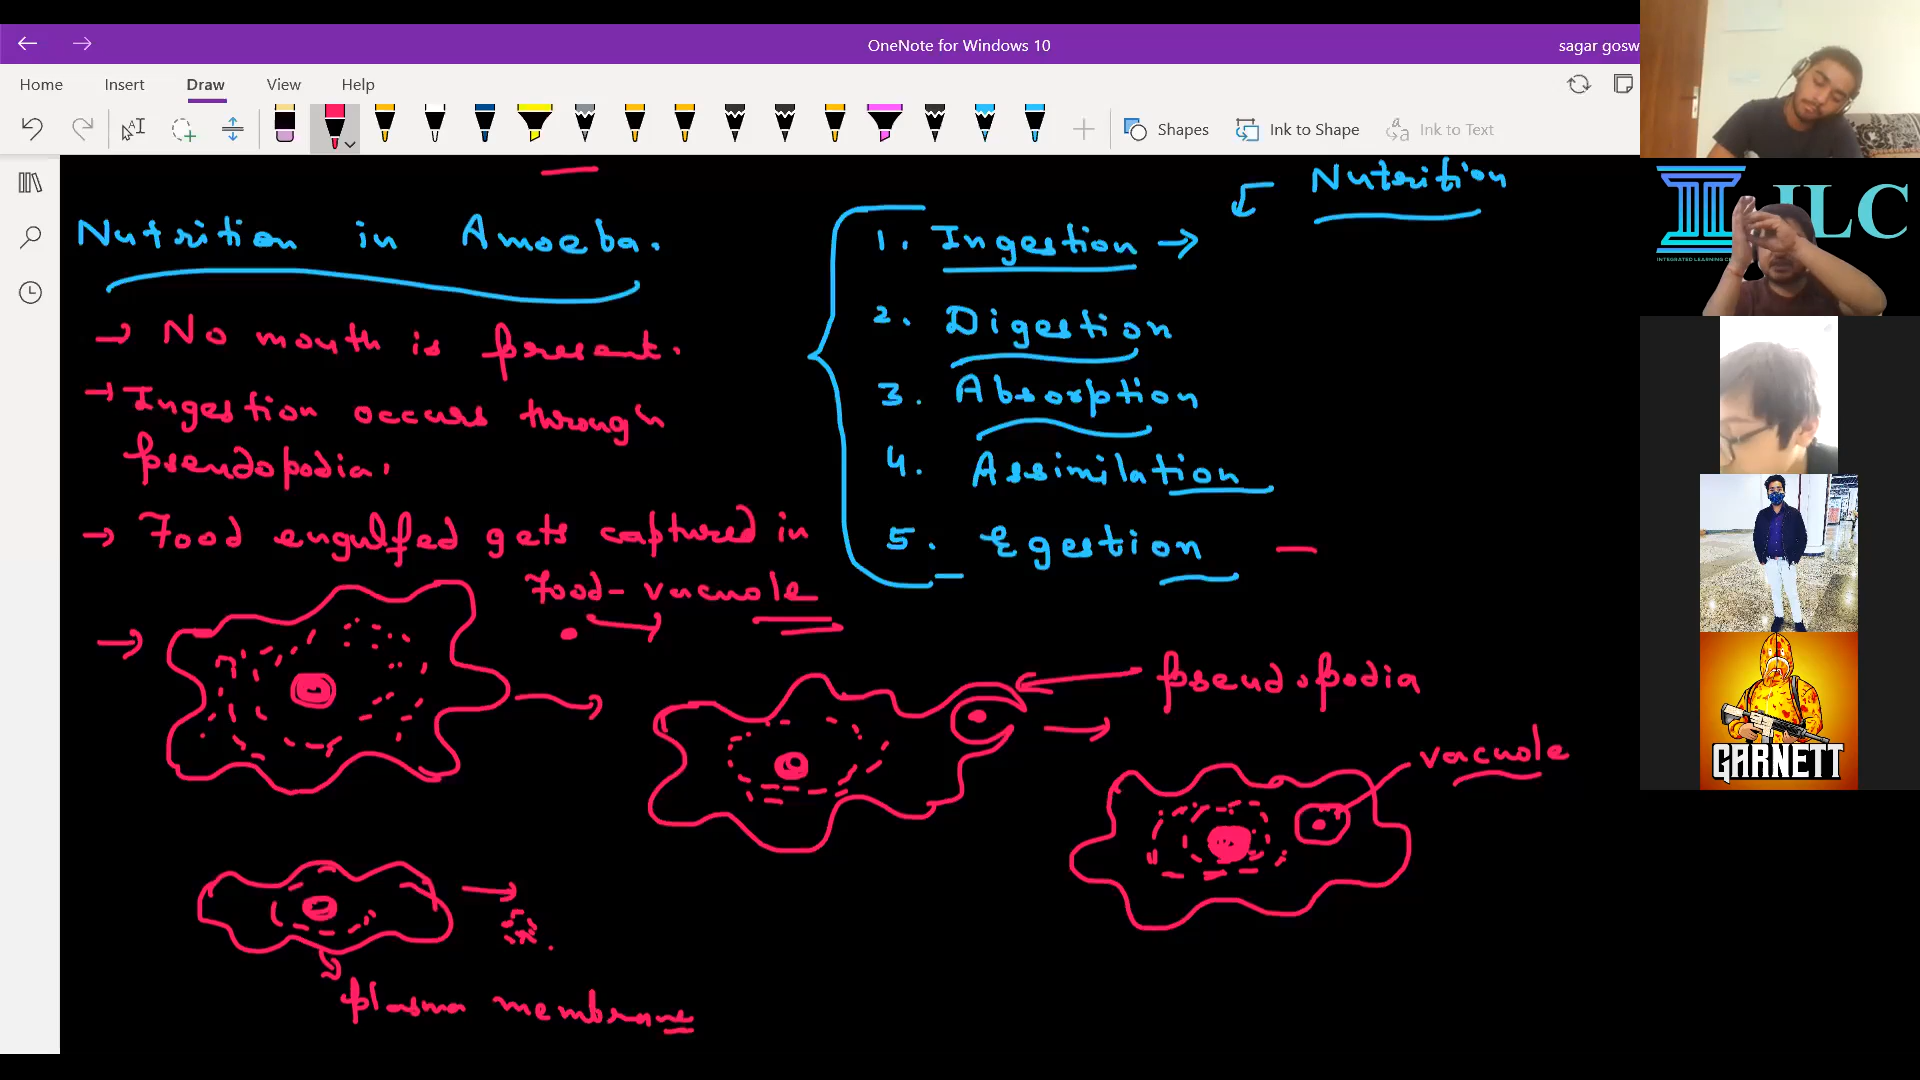 OneNote for Windows 10
sagar gosw
Home
Insert
Draw
View
Help
Shapes
Ink to Shape
Ink to Text
Nutrition in Amoeba.
→ No mouth is present.
→ Ingestion occurs through
pseudopodia.
→ Food engulfed gets captured in
Food-vacuole
Nutrition
1. Ingestion →
2. Digestion
3. Absorption
4. Assimilation
5. Egestion
pseudopodia
vacuole
plasma membrane
ILC
GARNETT